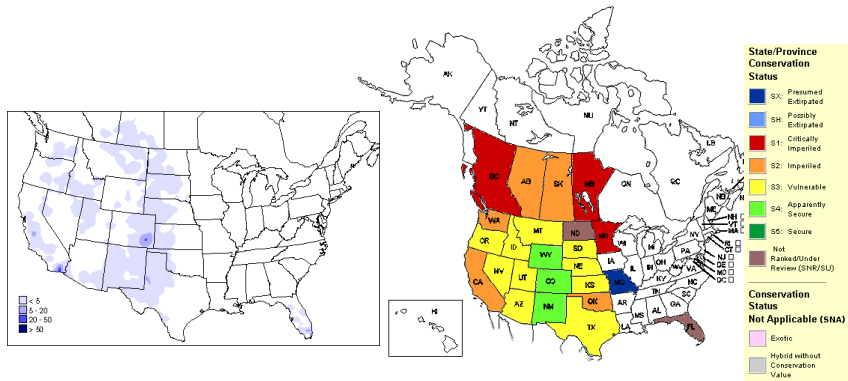 < 5
5 - 20
20 - 50
> 50
AK
YT
NT
NU
BC
AB
SK
MB
ON
QC
LB
NB
ME
NH
VT
MA
WA
MT
ND
MN
OR
ID
SD
WI
MI
NY
WY
NE
IA
PA
CT
NJ
DE
MD
DC
NV
UT
CO
KS
MO
IL
IN
OH
WV
VA
KY
CA
AZ
NM
OK
AR
TN
NC
SC
TX
LA
MS
AL
GA
FL
HI
State/Province
Conservation
Status
SX: Presumed
Extirpated
SH: Possibly
Extirpated
S1: Critically
Imperiled
S2: Imperiled
S3: Vulnerable
S4: Apparently
Secure
S5: Secure
Not
Ranked/Under
Review (SNR/SU)
Conservation
Status
Not Applicable (SNA)
Exotic
Hybrid without
Conservation
Value